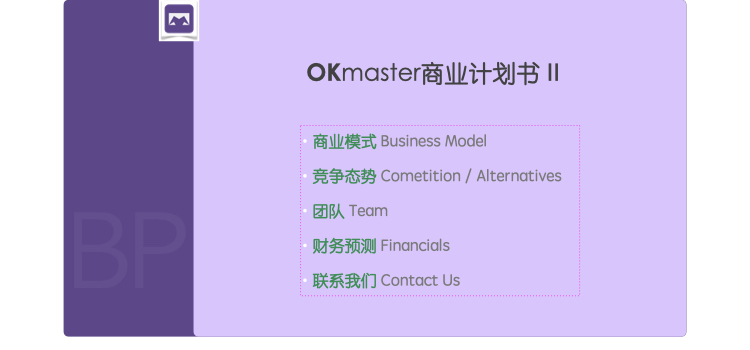 OKmaster商业计划书 II
商业模式 Business Model
竞争态势 Cometition / Alternatives
团队 Team
财务预测 Financials
联系我们 Contact Us
BP